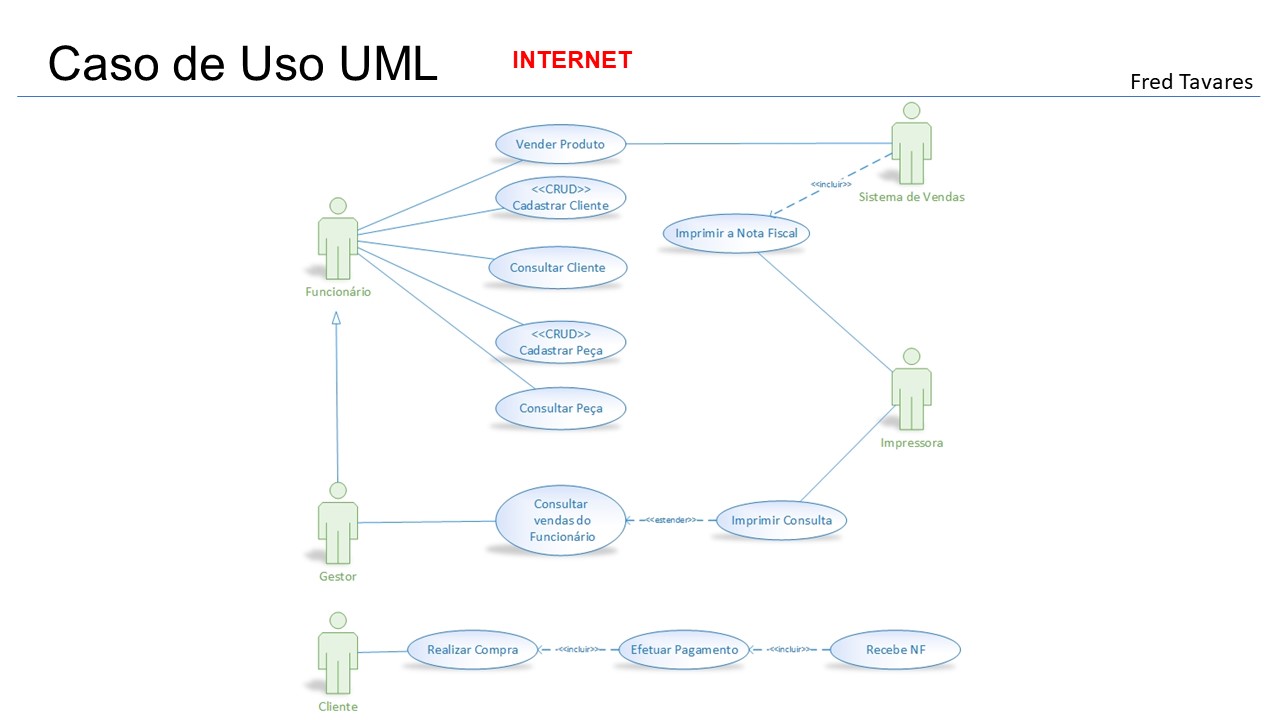 Caso de Uso UML
INTERNET
Fred Tavares
Vender Produto
<<CRUD>>
Cadastrar Cliente
<<incluir>>
Sistema de Vendas
Imprimir a Nota Fiscal
Funcionário
Consultar Cliente
<<CRUD>>
Cadastrar Peça
Consultar Peça
Impressora
Consultar
vendas do
Funcionário
<<estender>>
Imprimir Consulta
Gestor
Realizar Compra
<<incluir>>
Efetuar Pagamento
<<incluir>>
Recebe NF
Cliente